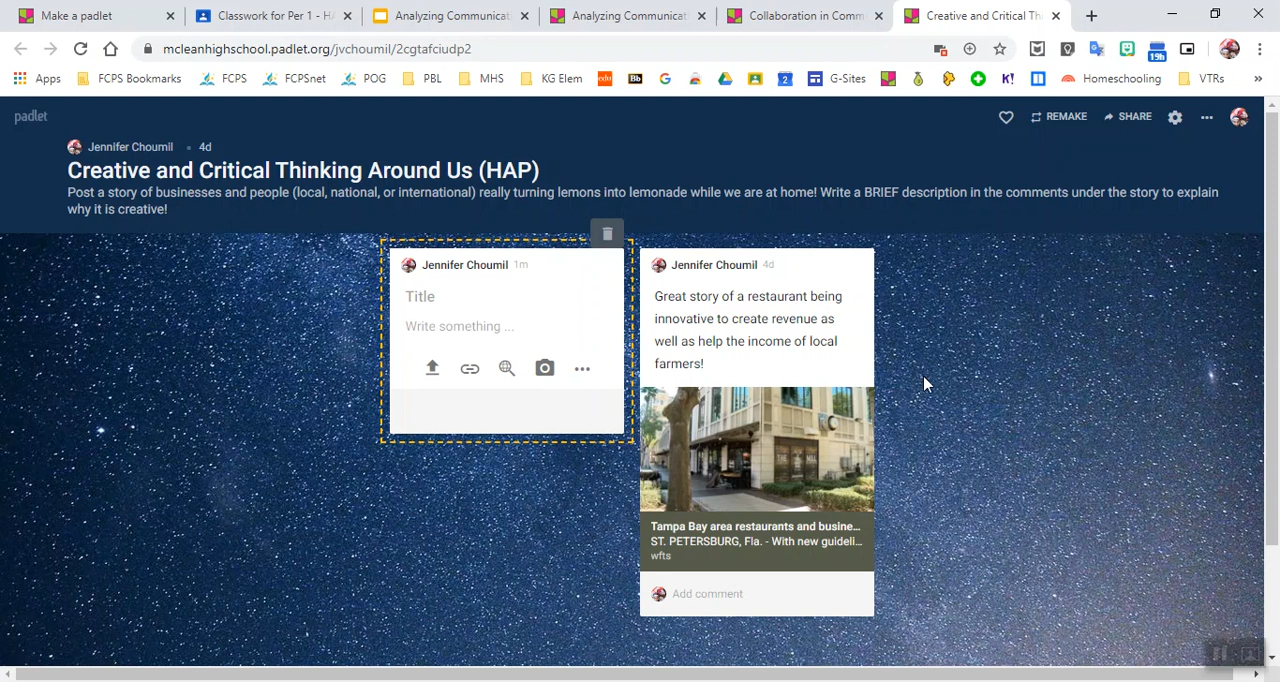 Make a padlet
Classwork for Per 1 - HA
Analyzing Communicat
Analyzing Communicat
Collaboration in Comm
Creative and Critical Th
mcleanhighschool.padlet.org/jvchoumil/2cgtafciudp2
Apps
FCPS Bookmarks
FCPS
FCPSnet
POG
PBL
MHS
KG Elem
edu
Bb
G-Sites
K!
Homeschooling
VTRs
19h
padlet
REMAKE
SHARE
Jennifer Choumil
4d
Creative and Critical Thinking Around Us (HAP)
Post a story of businesses and people (local, national, or international) really turning lemons into lemonade while we are at home! Write a BRIEF description in the comments under the story to explain
why it is creative!
Jennifer Choumil 1m
Title
Write something ...
Jennifer Choumil 4d
Great story of a restaurant being
innovative to create revenue as
well as help the income of local
farmers!
Tampa Bay area restaurants and busine...
ST. PETERSBURG, Fla. - With new guideli...
wfts
Add comment